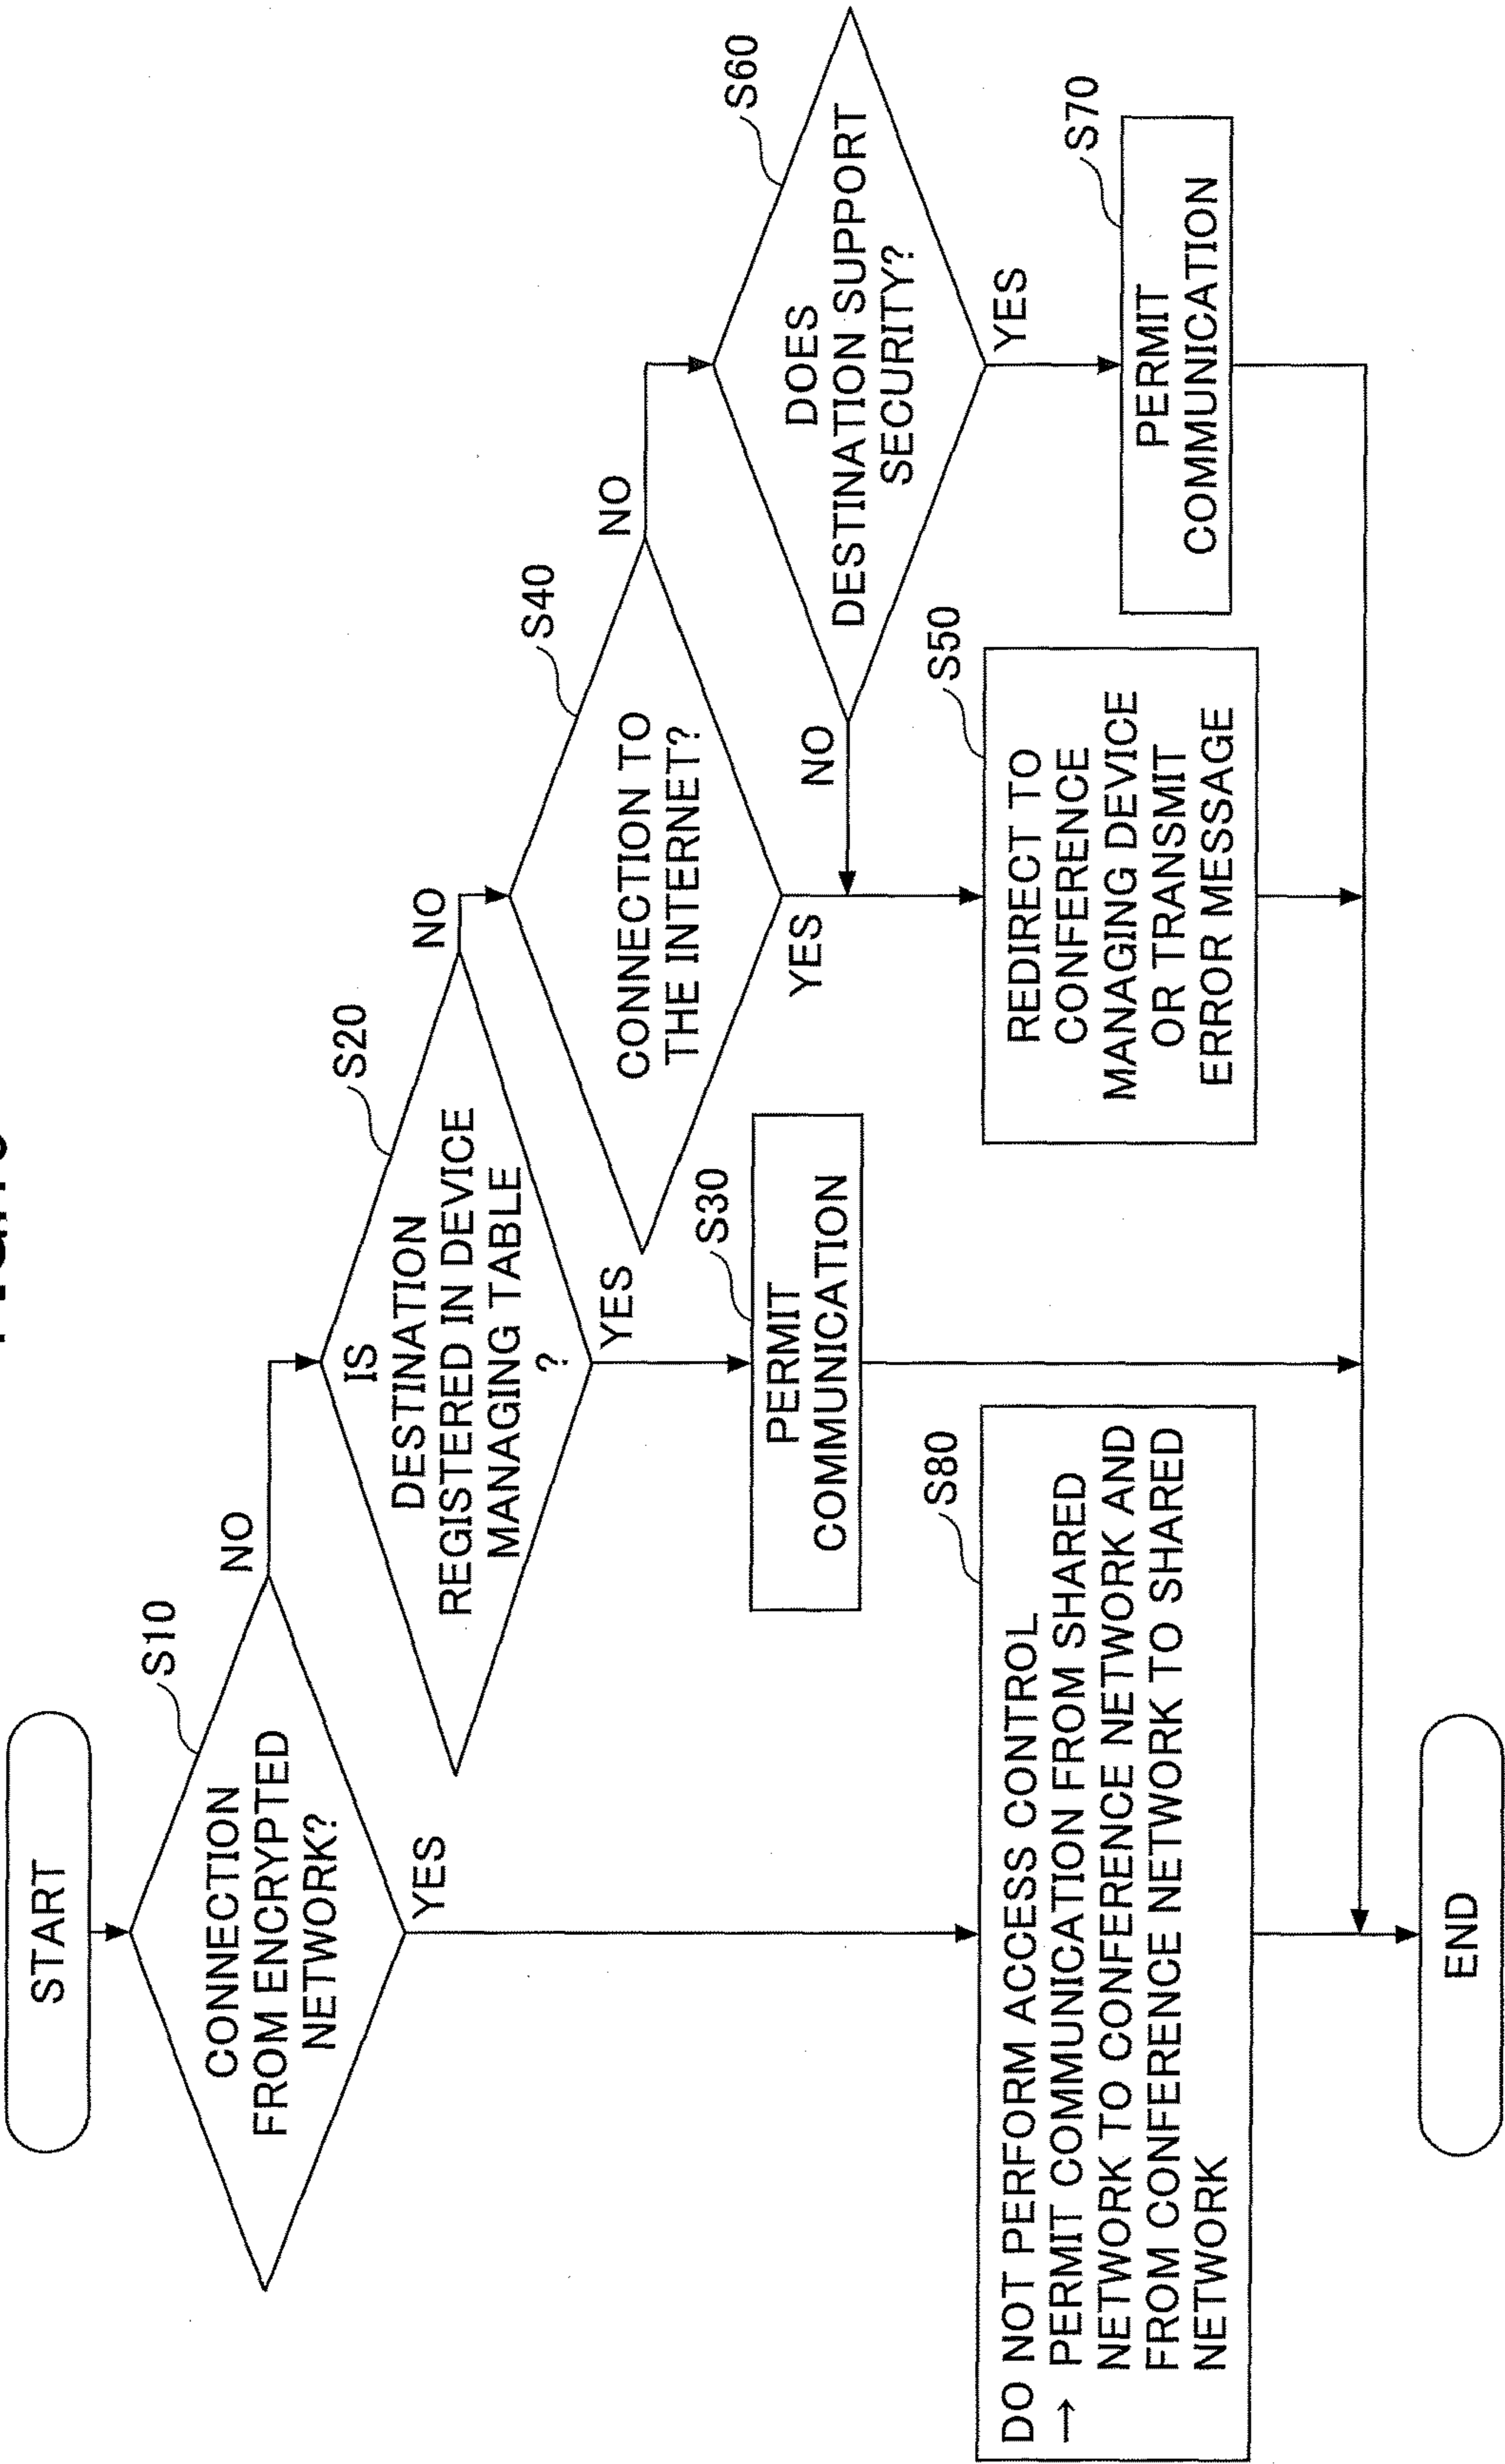 START
S10
CONNECTION
FROM ENCRYPTED
NETWORK?
NO
YES
S20
IS
DESTINATION
REGISTERED IN DEVICE
MANAGING TABLE
?
NO
YES
S30
PERMIT
COMMUNICATION
S40
CONNECTION TO
THE INTERNET?
NO
YES
S50
REDIRECT TO
CONFERENCE
MANAGING DEVICE
OR TRANSMIT
ERROR MESSAGE
S60
DOES
DESTINATION SUPPORT
SECURITY?
NO
YES
S70
PERMIT
COMMUNICATION
S80
DO NOT PERFORM ACCESS CONTROL
→ PERMIT COMMUNICATION FROM SHARED
NETWORK TO CONFERENCE NETWORK AND
FROM CONFERENCE NETWORK TO SHARED
NETWORK
END